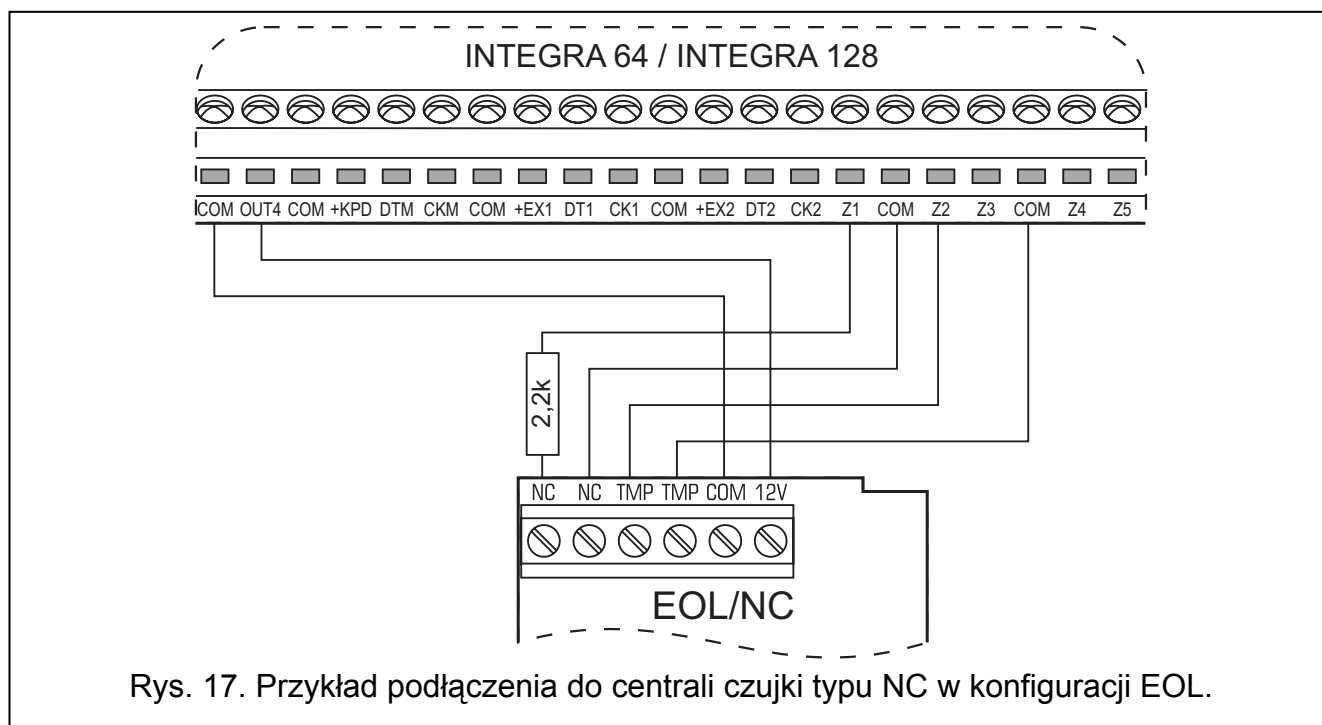 INTEGRA 64 / INTEGRA 128
COM OUT4 COM +KPD DTM CKM COM +EX1 DT1 CK1 COM +EX2 DT2 CK2 Z1 COM Z2 Z3 COM Z4 Z5
2,2k
NC NC TMP TMP COM 12V
EOL/NC
Rys. 17. Przykład podłączenia do centrali czujki typu NC w konfiguracji EOL.